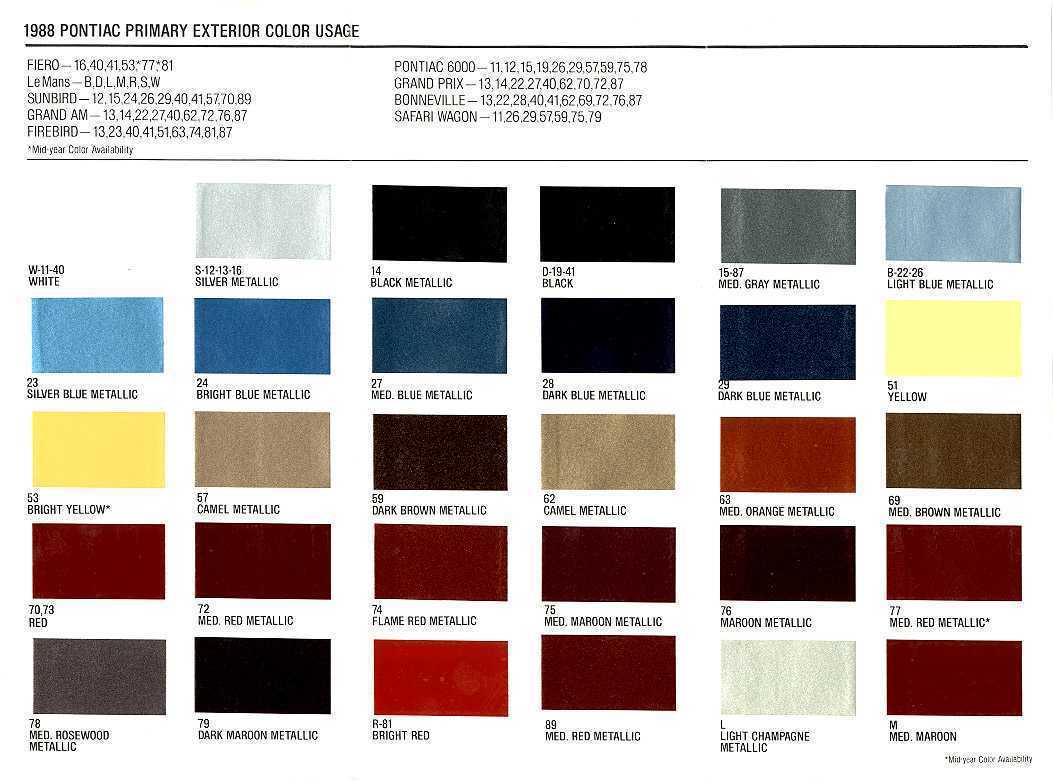 1988 PONTIAC PRIMARY EXTERIOR COLOR USAGE
FIERO—16,40,41,53,*77,*81
Le Mans—B,D,L,M,R,S,W
SUNBIRD—12,15,24,26,29,40,41,57,70,89
GRAND AM—13,14,22,27,40,62,72,76,87
FIREBIRD—13,23,40,41,51,63,74,81,87
*Mid-year Color Availability
PONTIAC 6000—11,12,15,19,26,29,57,59,75,78
GRAND PRIX—13,14,22,27,40,62,70,72,87
BONNEVILLE—13,22,28,40,41,62,69,72,76,87
SAFARI WAGON—11,26,29,57,59,75,79
W-11-40
WHITE
S-12-13-16
SILVER METALLIC
14
BLACK METALLIC
D-19-41
BLACK
15-87
MED. GRAY METALLIC
B-22-26
LIGHT BLUE METALLIC
23
SILVER BLUE METALLIC
24
BRIGHT BLUE METALLIC
27
MED. BLUE METALLIC
28
DARK BLUE METALLIC
29
DARK BLUE METALLIC
51
YELLOW
53
BRIGHT YELLOW*
57
CAMEL METALLIC
59
DARK BROWN METALLIC
62
CAMEL METALLIC
63
MED. ORANGE METALLIC
69
MED. BROWN METALLIC
70,73
RED
72
MED. RED METALLIC
74
FLAME RED METALLIC
75
MED. MAROON METALLIC
76
MAROON METALLIC
77
MED. RED METALLIC*
78
MED. ROSEWOOD
METALLIC
79
DARK MAROON METALLIC
R-81
BRIGHT RED
89
MED. RED METALLIC
L
LIGHT CHAMPAGNE
METALLIC
M
MED. MAROON
*Mid-year Color Availability